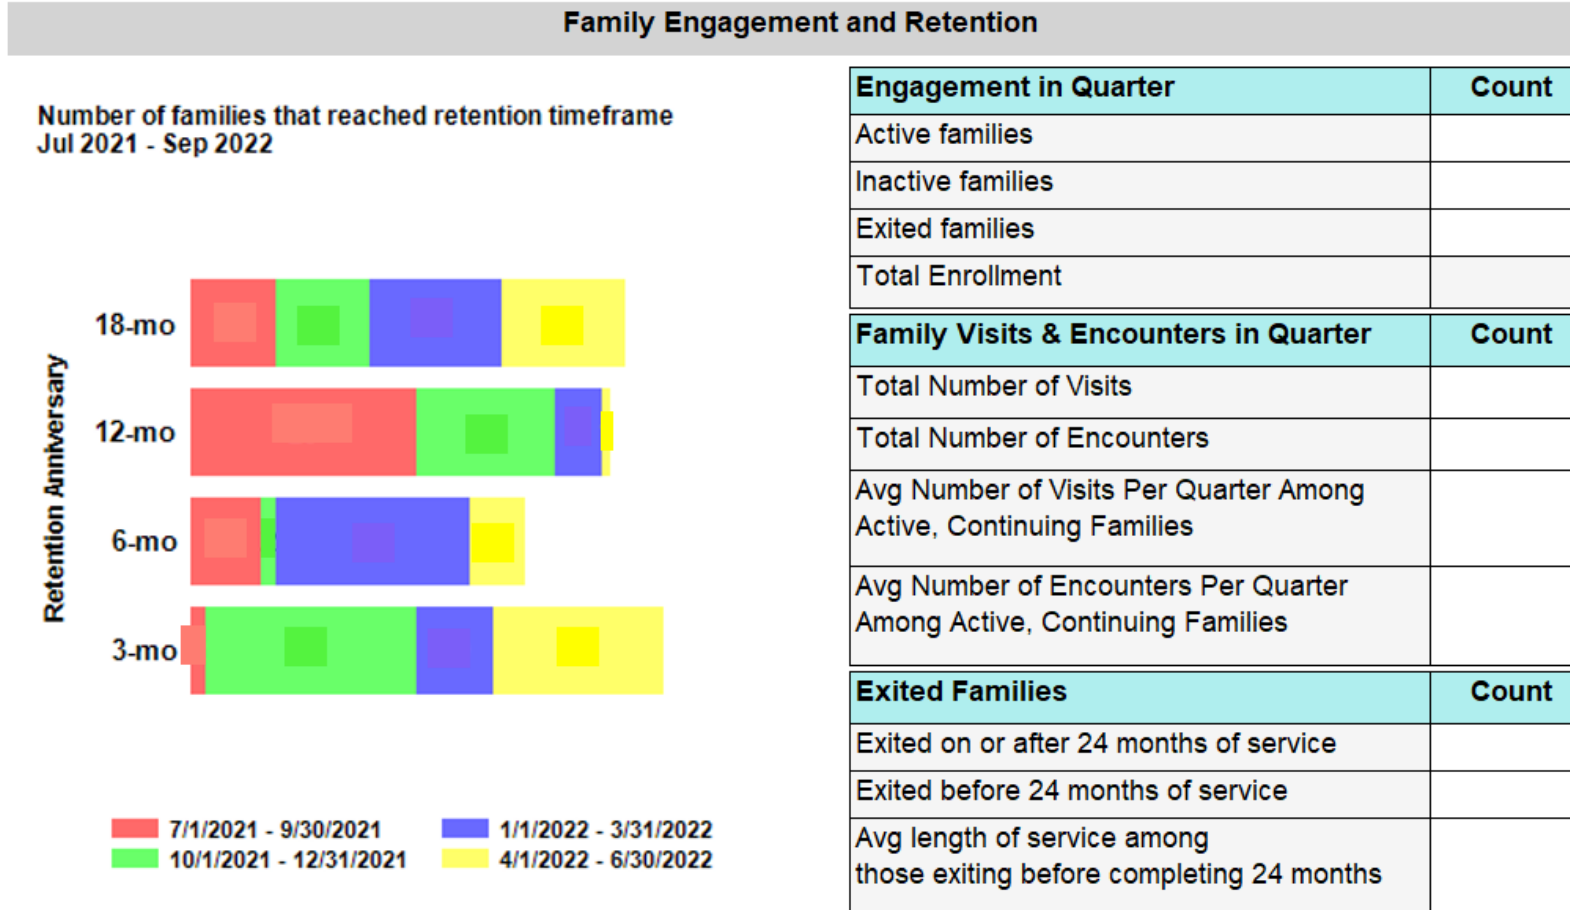 Family Engagement and Retention
Number of families that reached retention timeframe
Jul 2021 - Sep 2022
Retention Anniversary
18-mo
12-mo
6-mo
3-mo
7/1/2021 - 9/30/2021
1/1/2022 - 3/31/2022
10/1/2021 - 12/31/2021
4/1/2022 - 6/30/2022
Engagement in Quarter Count
Active families
Inactive families
Exited families
Total Enrollment
Family Visits & Encounters in Quarter Count
Total Number of Visits
Total Number of Encounters
Avg Number of Visits Per Quarter Among
Active, Continuing Families
Avg Number of Encounters Per Quarter
Among Active, Continuing Families
Exited Families Count
Exited on or after 24 months of service
Exited before 24 months of service
Avg length of service among
those exiting before completing 24 months